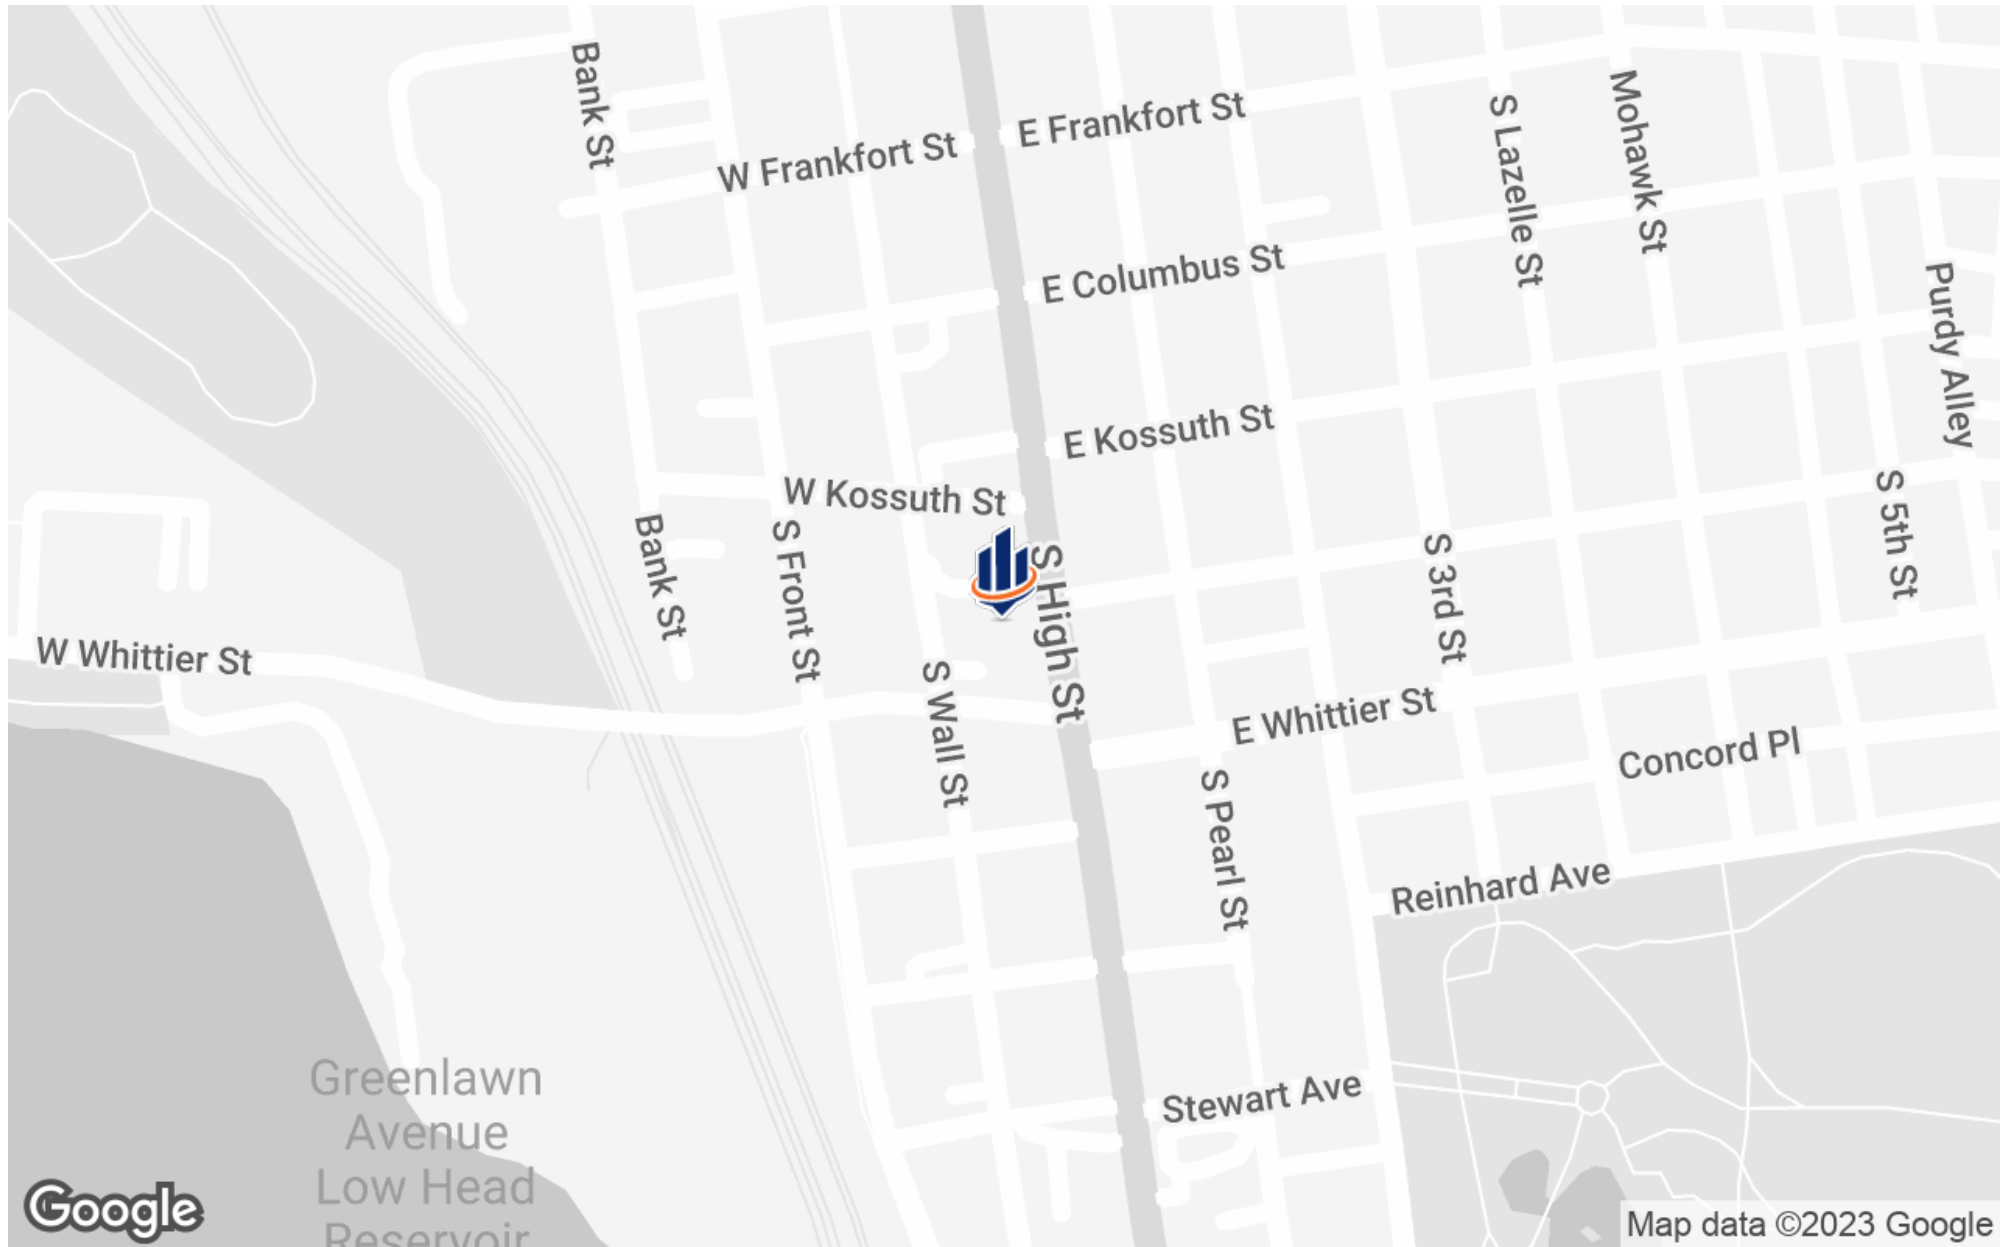 Bank St
W Frankfort St
E Frankfort St
S Lazelle St
Mohawk St
E Columbus St
Purdy Alley
E Kossuth St
W Kossuth St
S 5th St
Bank St
S Front St
S High St
S 3rd St
W Whittier St
S Wall St
E Whittier St
Concord Pl
S Pearl St
Reinhard Ave
Stewart Ave
Greenlawn
Avenue
Low Head
Reservoir
Google
Map data ©2023 Google